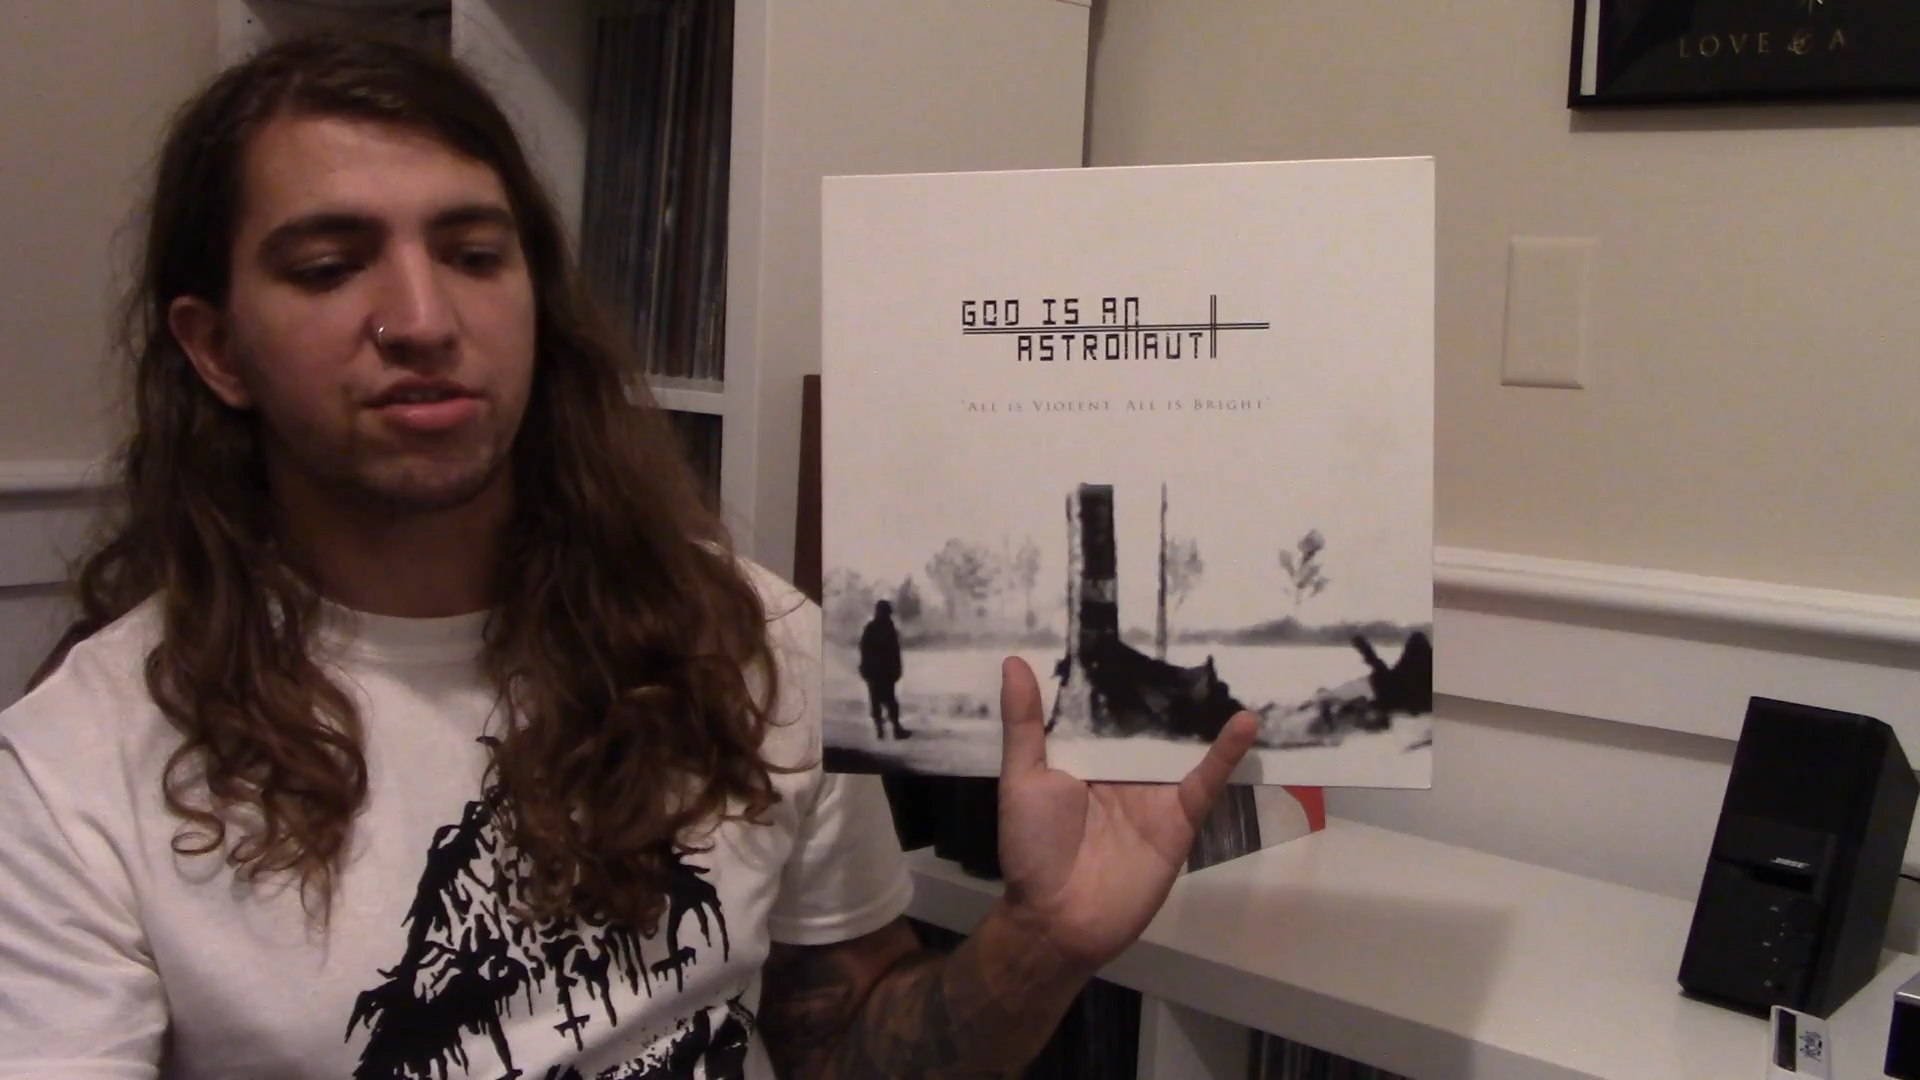 LOVE & A
GOD IS AN
ASTRONAUT
"ALL IS VIOLENT, ALL IS BRIGHT"
BOSE